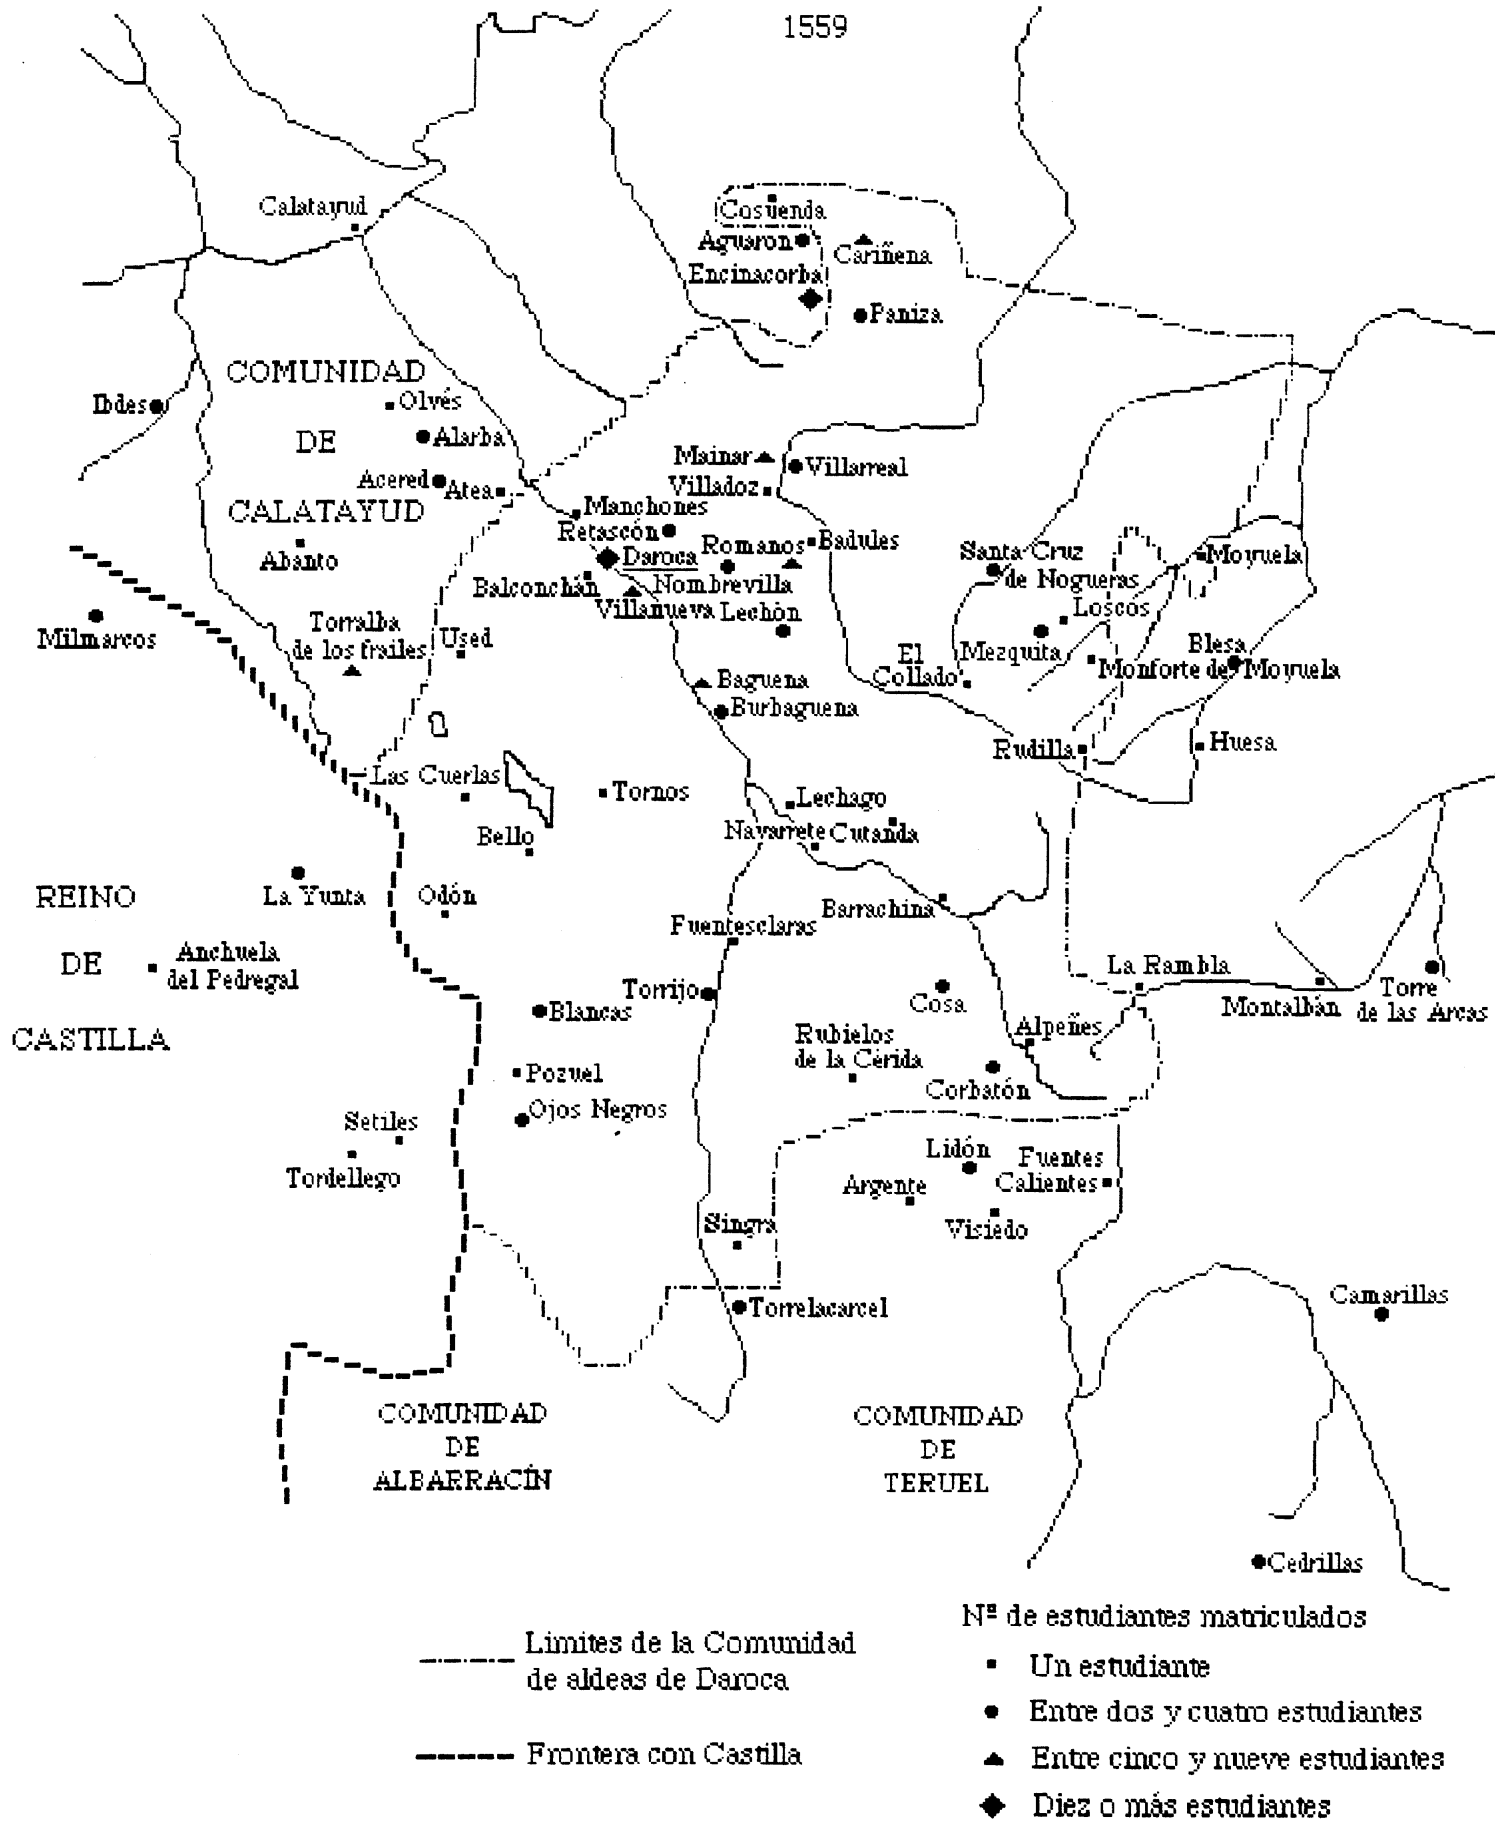 1559
Calatayud
Cosuenda
Aguaron
Cariñena
Encinacorba
Paniza
COMUNIDAD
DE
CALATAYUD
Ibdes
Olvés
Alarba
Acered
Atea
Abanto
Mainar
Villarreal
Villadoz
Manchones
Retascón
Daroca
Romanos
Badules
Balconchán
Nombrevilla
Villanueva
Lechón
Santa Cruz
de Nogueras
Moyuela
Loscos
Mezquita
Blesa
Monforte de Moyuela
El
Collado
Milmarcos
Torralba
de los frailes
Used
Baguena
Burbaguena
Rudilla
Huesa
Las Cuerlas
Tornos
Lechago
Bello
Navarrete
Cutanda
REINO
DE
CASTILLA
La Yunta
Odón
Barrachina
Fuentesclaras
Anchuela
del Pedregal
Blancas
Torrijo
Cosa
La Rambla
Montalbán
Torre
de las Arcas
Alpeñes
Rubielos
de la Cérida
Corbatón
Pozuel
Ojos Negros
Setiles
Tordellego
Lidón
Fuentes
Calientes
Argente
Visiedo
Singra
Torrelacarcel
Camarillas
COMUNIDAD
DE
ALBARRACÍN
COMUNIDAD
DE
TERUEL
Cedrillas
Limites de la Comunidad
de aldeas de Daroca
Frontera con Castilla
Nº de estudiantes matriculados
Un estudiante
Entre dos y cuatro estudiantes
Entre cinco y nueve estudiantes
Diez o más estudiantes